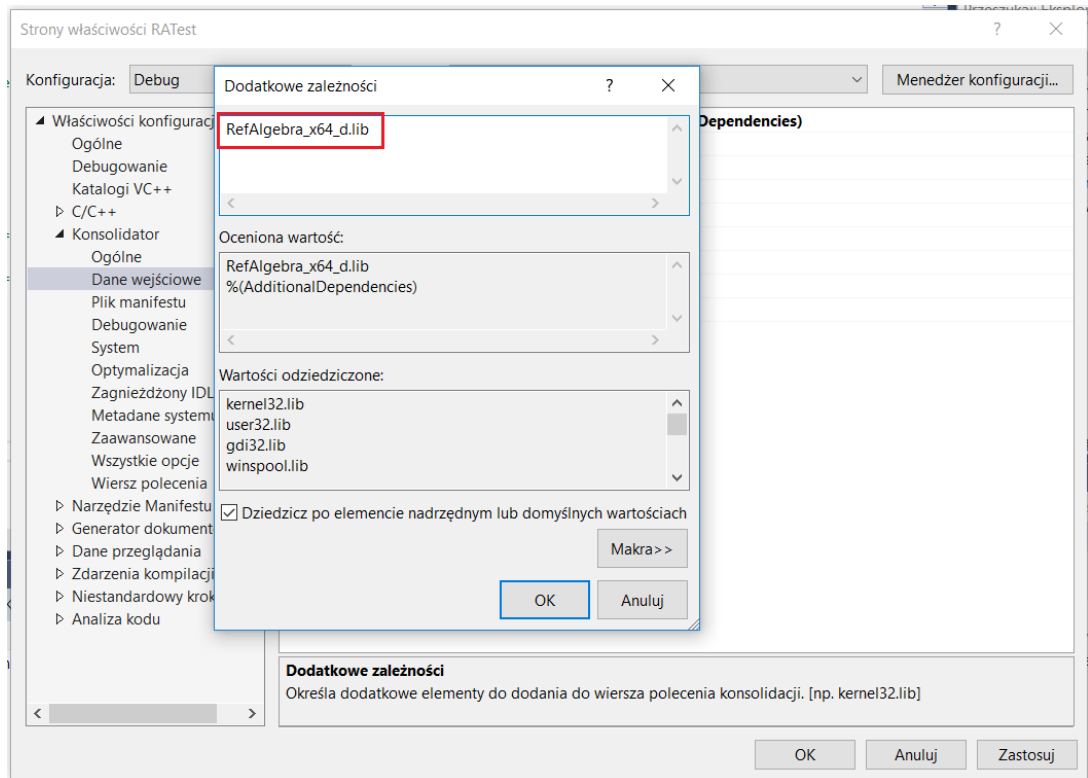 Strony właściwości RATest
?
Konfiguracja: Debug
Menedżer konfiguracji...
Właściwości konfiguracj
Ogólne
Debugowanie
Katalogi VC++
C/C++
Konsolidator
Ogólne
Dane wejściowe
Plik manifestu
Debugowanie
System
Optymalizacja
Zagnieżdżony IDL
Metadane systemu
Zaawansowane
Wszystkie opcje
Wiersz polecenia
Narzędzie Manifestu
Generator dokument
Dane przeglądania
Zdarzenia kompilacji
Niestandardowy krok
Analiza kodu
Dependencies)
Dodatkowe zależności
?
RefAlgebra_x64_d.lib
Oceniona wartość:
RefAlgebra_x64_d.lib
%(AdditionalDependencies)
Wartości odziedziczone:
kernel32.lib
user32.lib
gdi32.lib
winspool.lib
Dziedzicz po elemencie nadrzędnym lub domyślnych wartościach
Makra>>
OK
Anuluj
Dodatkowe zależności
Określa dodatkowe elementy do dodania do wiersza polecenia konsolidacji. [np. kernel32.lib]
OK
Anuluj
Zastosuj